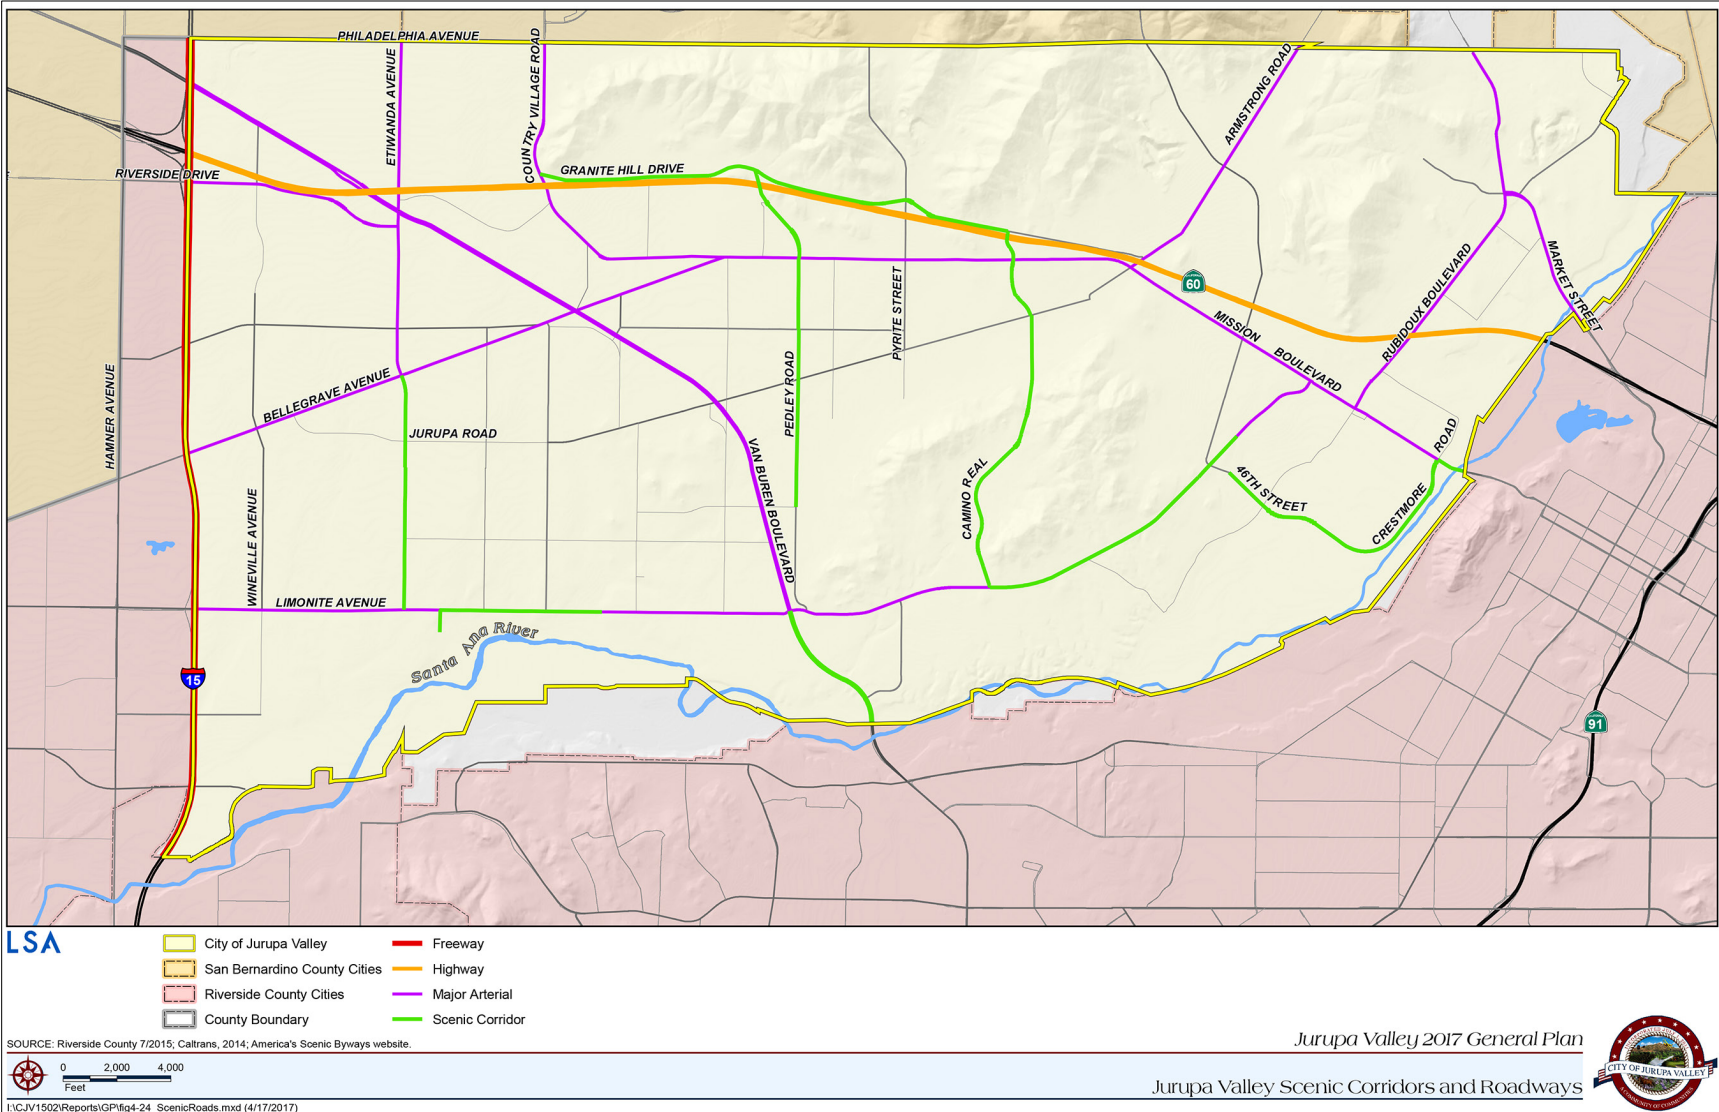 PHILADELPHIA AVENUE
ETIWANDA AVENUE
COUNTRY VILLAGE ROAD
ARMSTRONG ROAD
RIVERSIDE DRIVE
GRANITE HILL DRIVE
MARKET STREET
RUBIDOUX BOULEVARD
60
PYRITE STREET
MISSION BOULEVARD
HAMNER AVENUE
BELLEGRAVE AVENUE
PEDLEY ROAD
JURUPA ROAD
VAN BUREN BOULEVARD
CAMINO REAL
46TH STREET
CRESTMORE ROAD
WINEVILLE AVENUE
LIMONITE AVENUE
Santa Ana River
15
91
LSA
City of Jurupa Valley
San Bernardino County Cities
Riverside County Cities
County Boundary
Freeway
Highway
Major Arterial
Scenic Corridor
SOURCE: Riverside County 7/2015; Caltrans, 2014; America's Scenic Byways website.
Jurupa Valley 2017 General Plan
0 2,000 4,000
Feet
Jurupa Valley Scenic Corridors and Roadways
CITY OF JURUPA VALLEY
A COMMUNITY OF COMMUNITIES
I:\CJV1502\Reports\GP\fig4-24_ScenicRoads.mxd (4/17/2017)